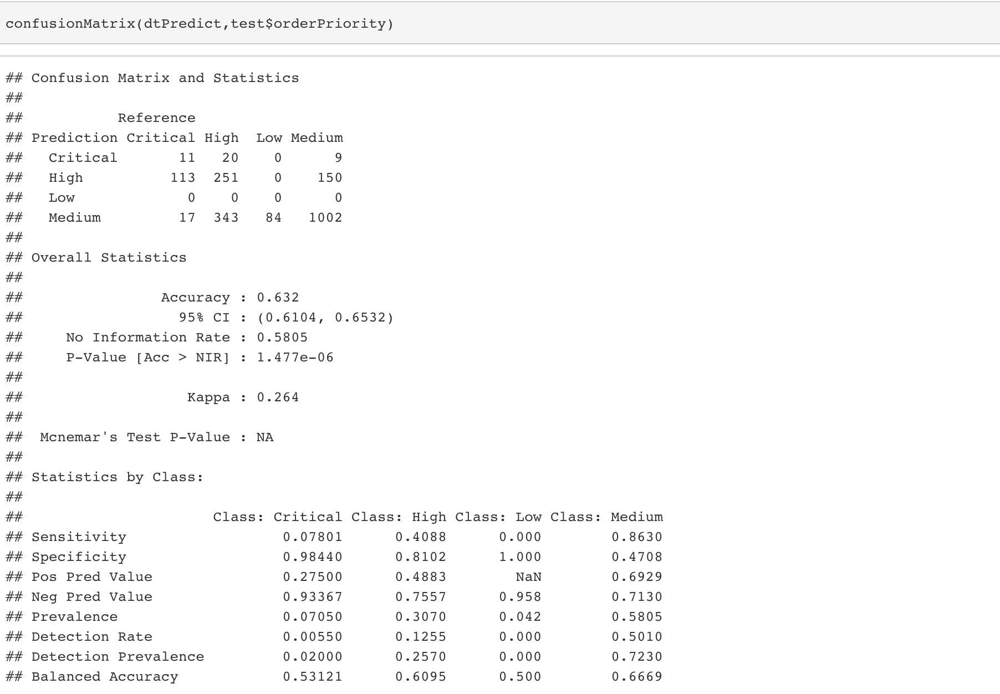 confusionMatrix(dtPredict,test$orderPriority)
## Confusion Matrix and Statistics
##
##           Reference
## Prediction Critical High  Low Medium
##   Critical       11   20    0      9
##   High          113  251    0    150
##   Low             0    0    0      0
##   Medium         17  343   84   1002
##
## Overall Statistics
##
##                Accuracy : 0.632
##                  95% CI : (0.6104, 0.6532)
##     No Information Rate : 0.5805
##     P-Value [Acc > NIR] : 1.477e-06
##
##                   Kappa : 0.264
##
##  Mcnemar's Test P-Value : NA
##
## Statistics by Class:
##
##                      Class: Critical Class: High Class: Low Class: Medium
## Sensitivity                  0.07801      0.4088      0.000        0.8630
## Specificity                  0.98440      0.8102      1.000        0.4708
## Pos Pred Value               0.27500      0.4883        NaN        0.6929
## Neg Pred Value               0.93367      0.7557      0.958        0.7130
## Prevalence                   0.07050      0.3070      0.042        0.5805
## Detection Rate               0.00550      0.1255      0.000        0.5010
## Detection Prevalence         0.02000      0.2570      0.000        0.7230
## Balanced Accuracy            0.53121      0.6095      0.500        0.6669